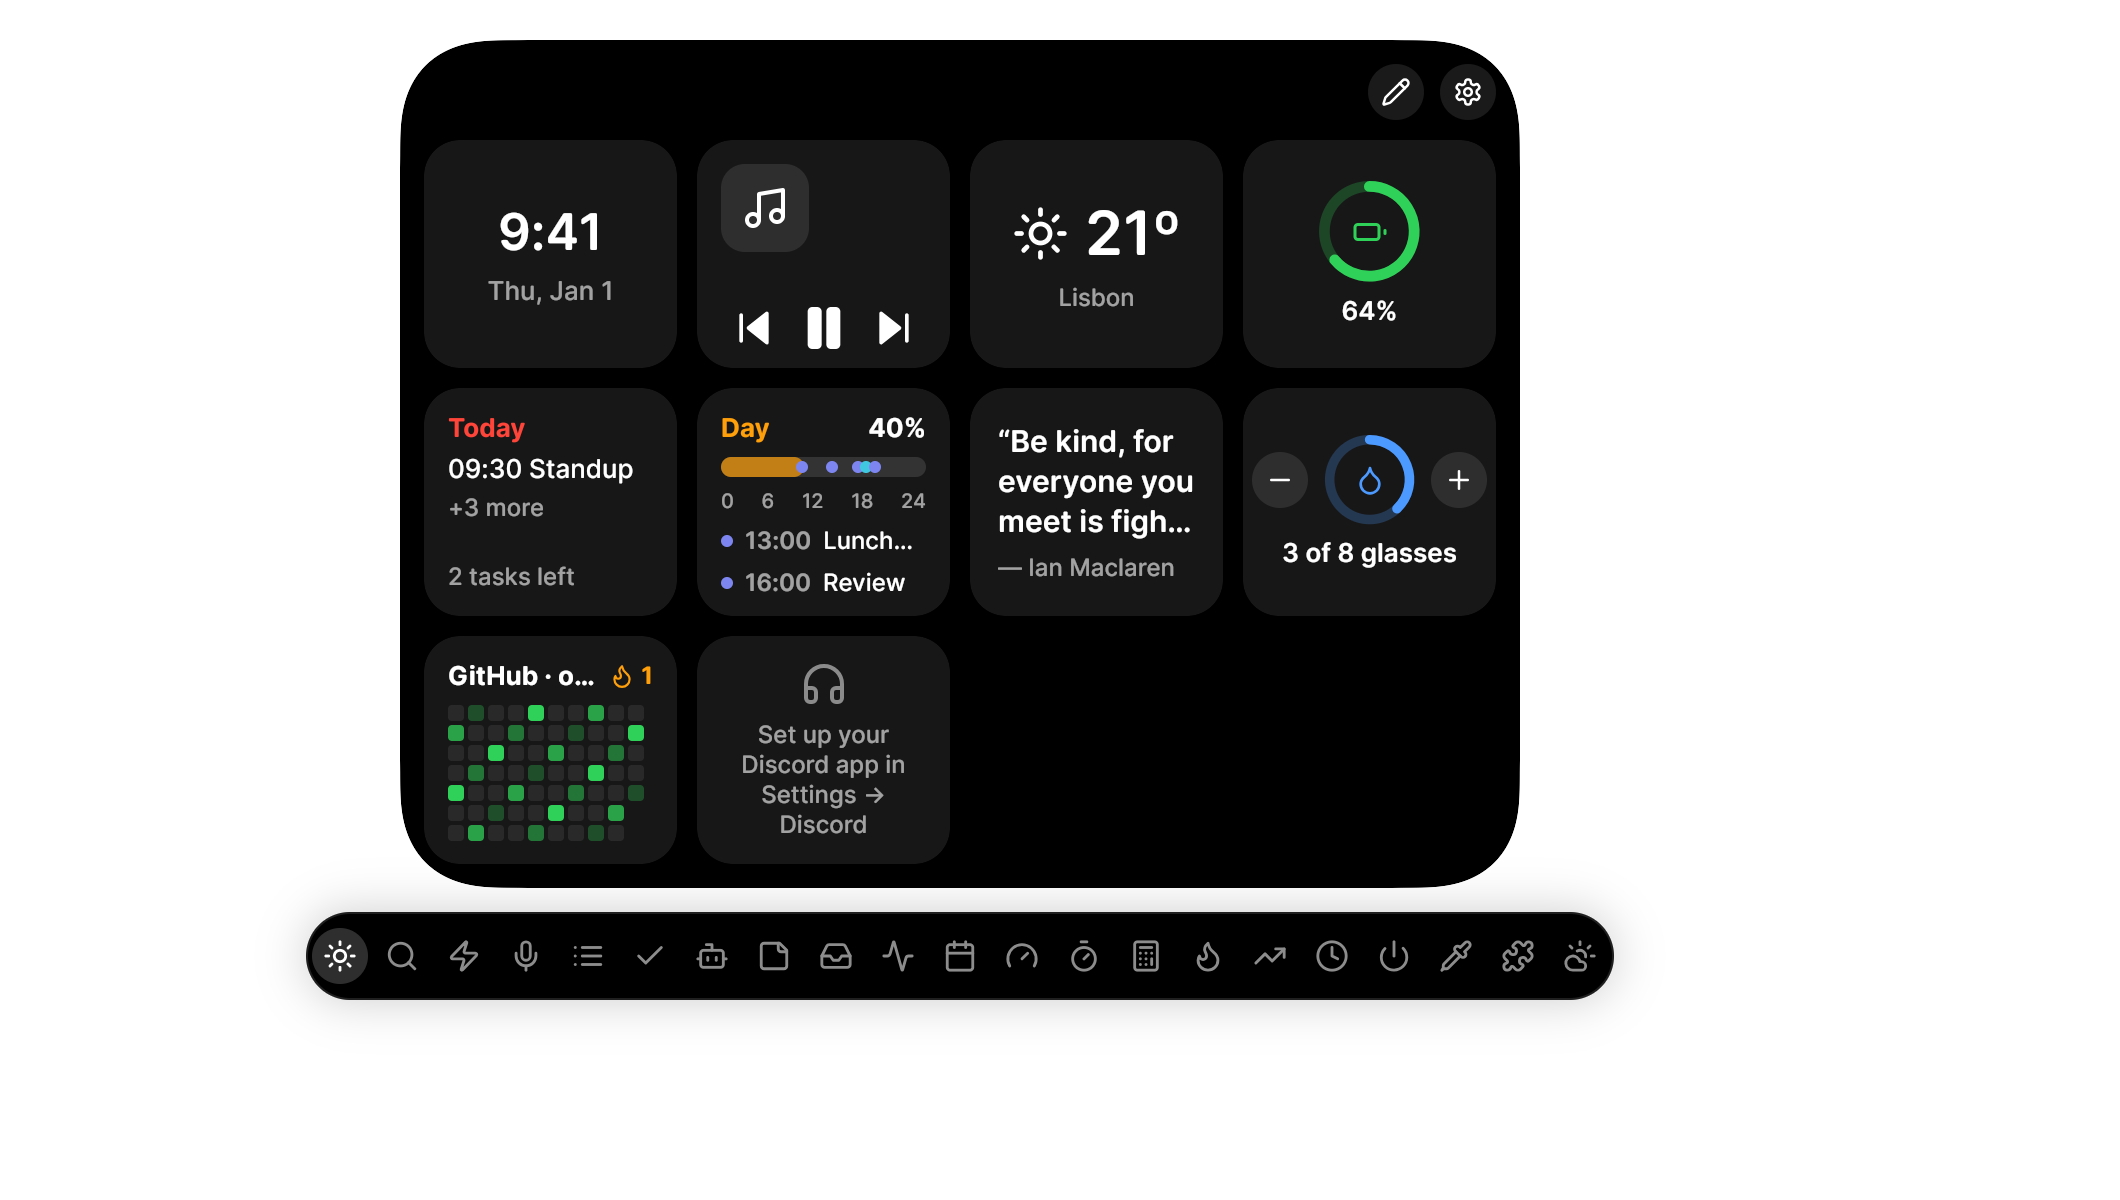 9:41
Thu, Jan 1
21º
Lisbon
64%
Today
09:30 Standup
+3 more
2 tasks left
Day 40%
0 6 12 18 24
13:00 Lunch...
16:00 Review
“Be kind, for
everyone you
meet is figh...
— Ian Maclaren
3 of 8 glasses
GitHub · o... 1
Set up your
Discord app in
Settings →
Discord